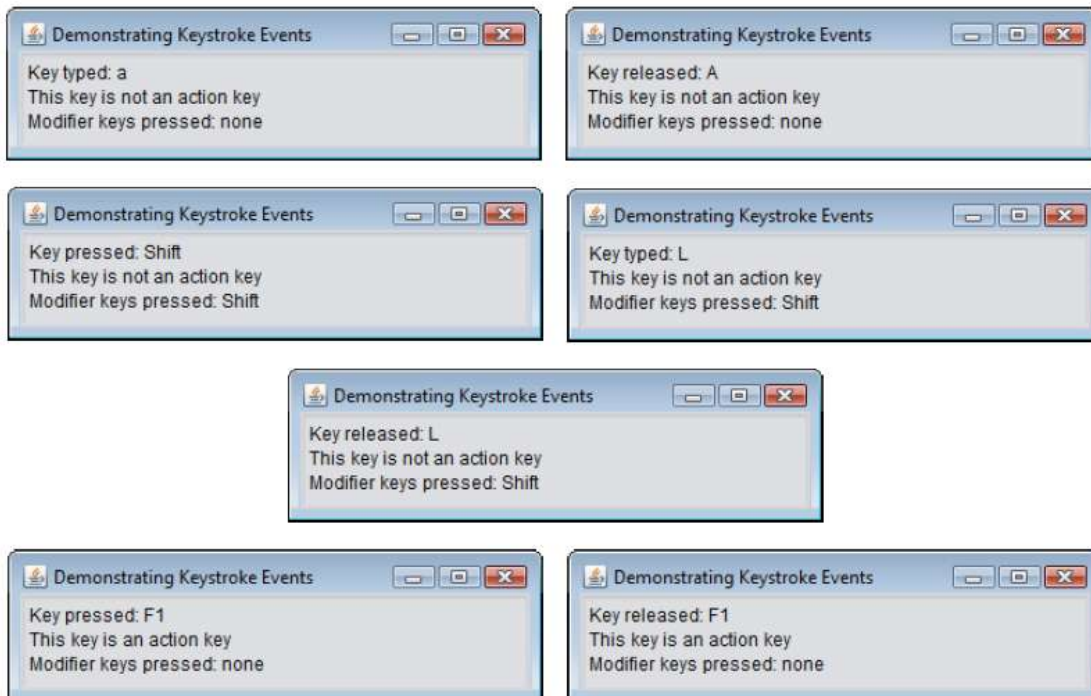 Demonstrating Keystroke Events
Key typed: a
This key is not an action key
Modifier keys pressed: none
Demonstrating Keystroke Events
Key released: A
This key is not an action key
Modifier keys pressed: none
Demonstrating Keystroke Events
Key pressed: Shift
This key is not an action key
Modifier keys pressed: Shift
Demonstrating Keystroke Events
Key typed: L
This key is not an action key
Modifier keys pressed: Shift
Demonstrating Keystroke Events
Key released: L
This key is not an action key
Modifier keys pressed: Shift
Demonstrating Keystroke Events
Key pressed: F1
This key is an action key
Modifier keys pressed: none
Demonstrating Keystroke Events
Key released: F1
This key is an action key
Modifier keys pressed: none